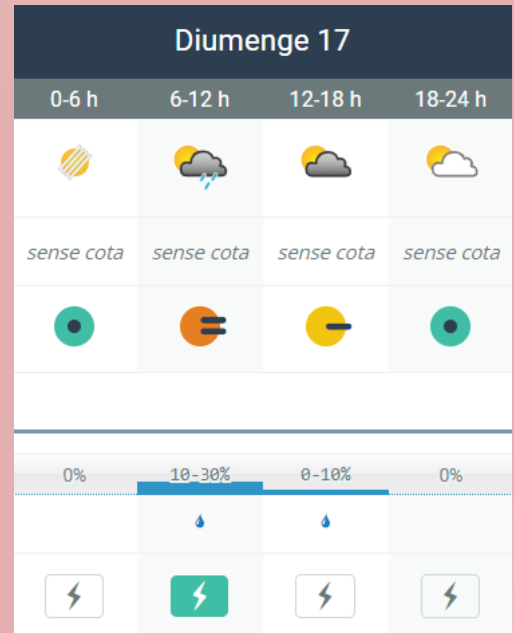 Diumenge 17
0-6 h 6-12 h 12-18 h 18-24 h
sense cota sense cota sense cota sense cota
0% 10-30% 0-10% 0%